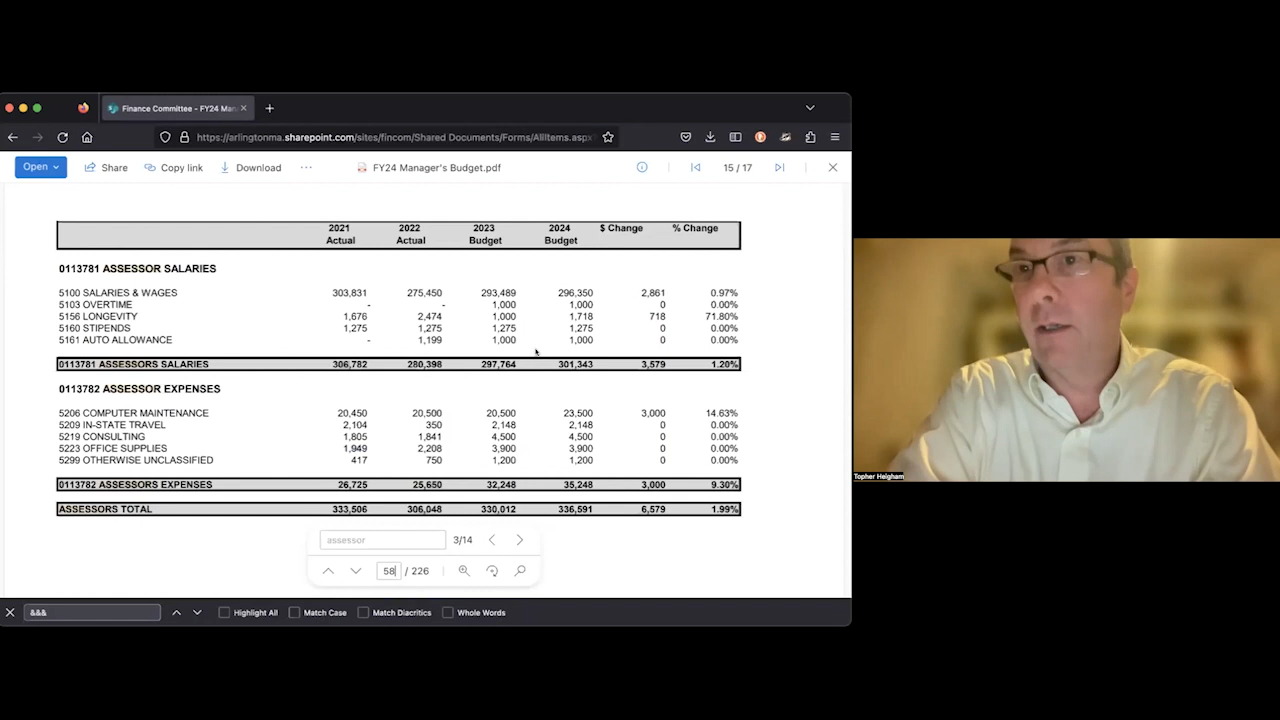 Finance Committee - FY24 Man
https://arlingtonma.sharepoint.com/sites/fincom/Shared Documents/Forms/AllItems.aspx?
Open Share Copy link Download ... FY24 Manager's Budget.pdf 15 / 17
2021 2022 2023 2024 $ Change % Change
Actual Actual Budget Budget
0113781 ASSESSOR SALARIES
5100 SALARIES & WAGES 303,831 275,450 293,489 296,350 2,861 0.97%
5103 OVERTIME - - 1,000 1,000 0 0.00%
5156 LONGEVITY 1,676 2,474 1,000 1,718 718 71.80%
5160 STIPENDS 1,275 1,275 1,275 1,275 0 0.00%
5161 AUTO ALLOWANCE - 1,199 1,000 1,000 0 0.00%
0113781 ASSESSORS SALARIES 306,782 280,398 297,764 301,343 3,579 1.20%
0113782 ASSESSOR EXPENSES
5206 COMPUTER MAINTENANCE 20,450 20,500 20,500 23,500 3,000 14.63%
5209 IN-STATE TRAVEL 2,104 350 2,148 2,148 0 0.00%
5219 CONSULTING 1,805 1,841 4,500 4,500 0 0.00%
5223 OFFICE SUPPLIES 1,949 2,208 3,900 3,900 0 0.00%
5299 OTHERWISE UNCLASSIFIED 417 750 1,200 1,200 0 0.00%
0113782 ASSESSORS EXPENSES 26,725 25,650 32,248 35,248 3,000 9.30%
ASSESSORS TOTAL 333,506 306,048 330,012 336,591 6,579 1.99%
assessor 3/14
58 / 226
&&& Highlight All Match Case Match Diacritics Whole Words
Topher Heigham